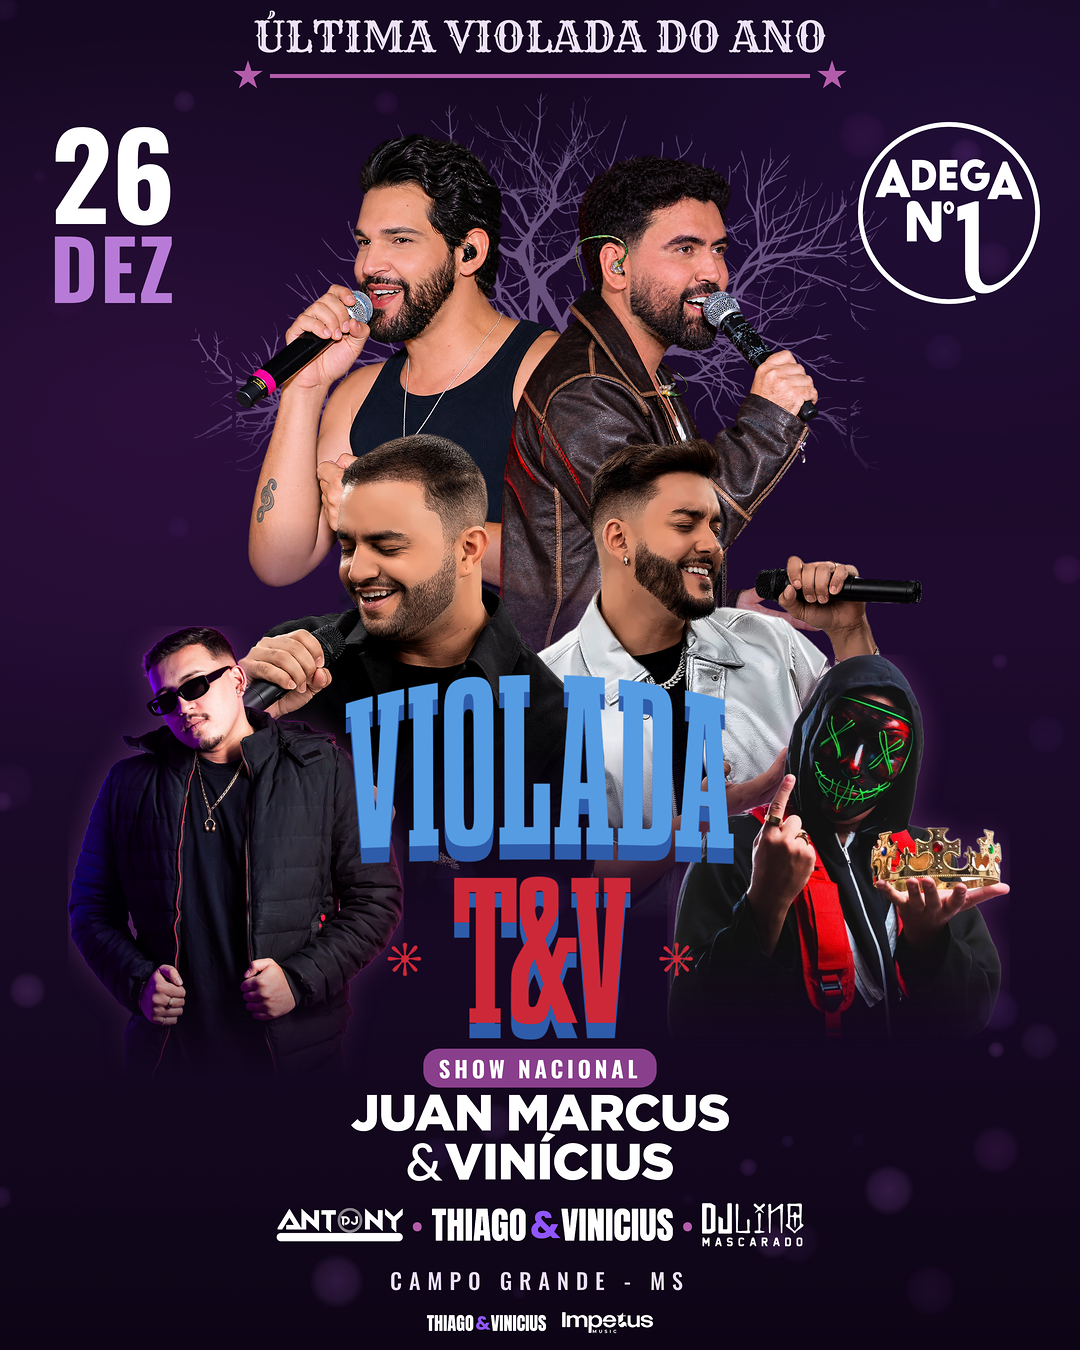 ÚLTIMA VIOLADA DO ANO
26
DEZ
ADEGA
Nº1
VIOLADA
T&V
SHOW NACIONAL
JUAN MARCUS
& VINÍCIUS
ANTONY DJ • THIAGO & VINICIUS • DJ LINO
MASCARADO
CAMPO GRANDE - MS
THIAGO & VINICIUS Impetus
MUSIC